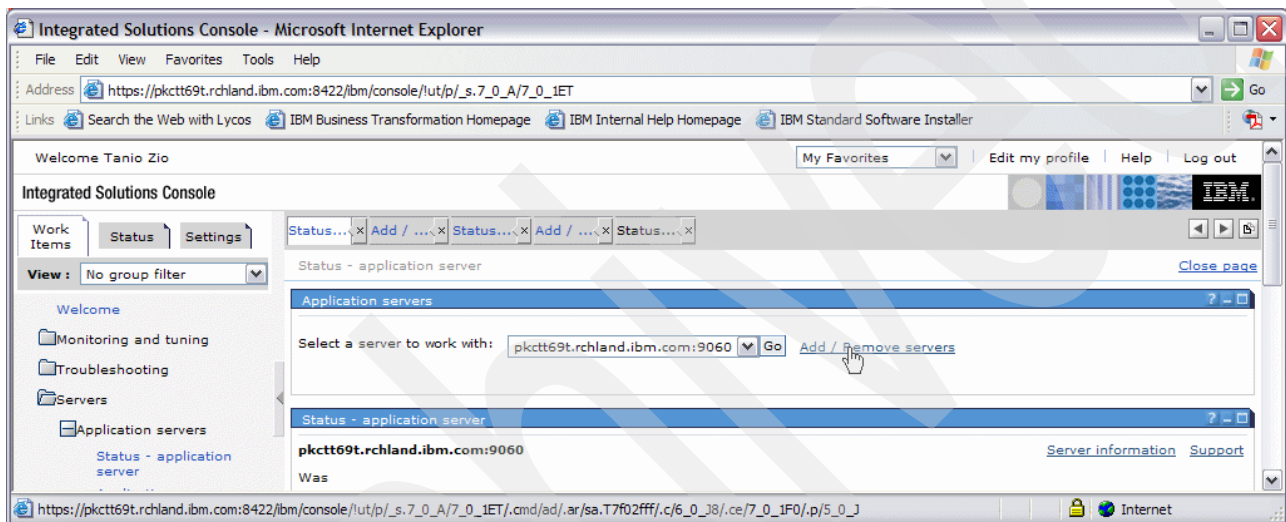 Integrated Solutions Console - Microsoft Internet Explorer
File Edit View Favorites Tools Help
Address https://pkctt69t.rchland.ibm.com:8422/ibm/console/!ut/p/_s.7_0_A/7_0_1ET Go
Links Search the Web with Lycos IBM Business Transformation Homepage IBM Internal Help Homepage IBM Standard Software Installer
Welcome Tanio Zio My Favorites Edit my profile Help Log out
Integrated Solutions Console IBM.
Work Items Status Settings
Status... Add / ... Status... Add / ... Status...
View : No group filter
Status - application server Close page
Welcome
Monitoring and tuning
Troubleshooting
Servers
Application servers
Status - application
server
Application servers
Select a server to work with: pkctt69t.rchland.ibm.com:9060 Go Add / Remove servers
Status - application server
pkctt69t.rchland.ibm.com:9060 Server information Support
Was
https://pkctt69t.rchland.ibm.com:8422/ibm/console/!ut/p/_s.7_0_A/7_0_1ET/.cmd/ad/.ar/sa.T7f02fff/.c/6_0_J8/.ce/7_0_1F0/.p/5_0_J Internet